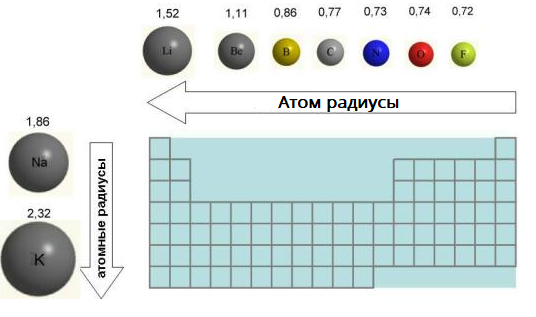 1,52 1,11 0,86 0,77 0,73 0,74 0,72
Li Be B C N O F
Атом радиусы
1,86
Na
2,32
K
атомные радиусы